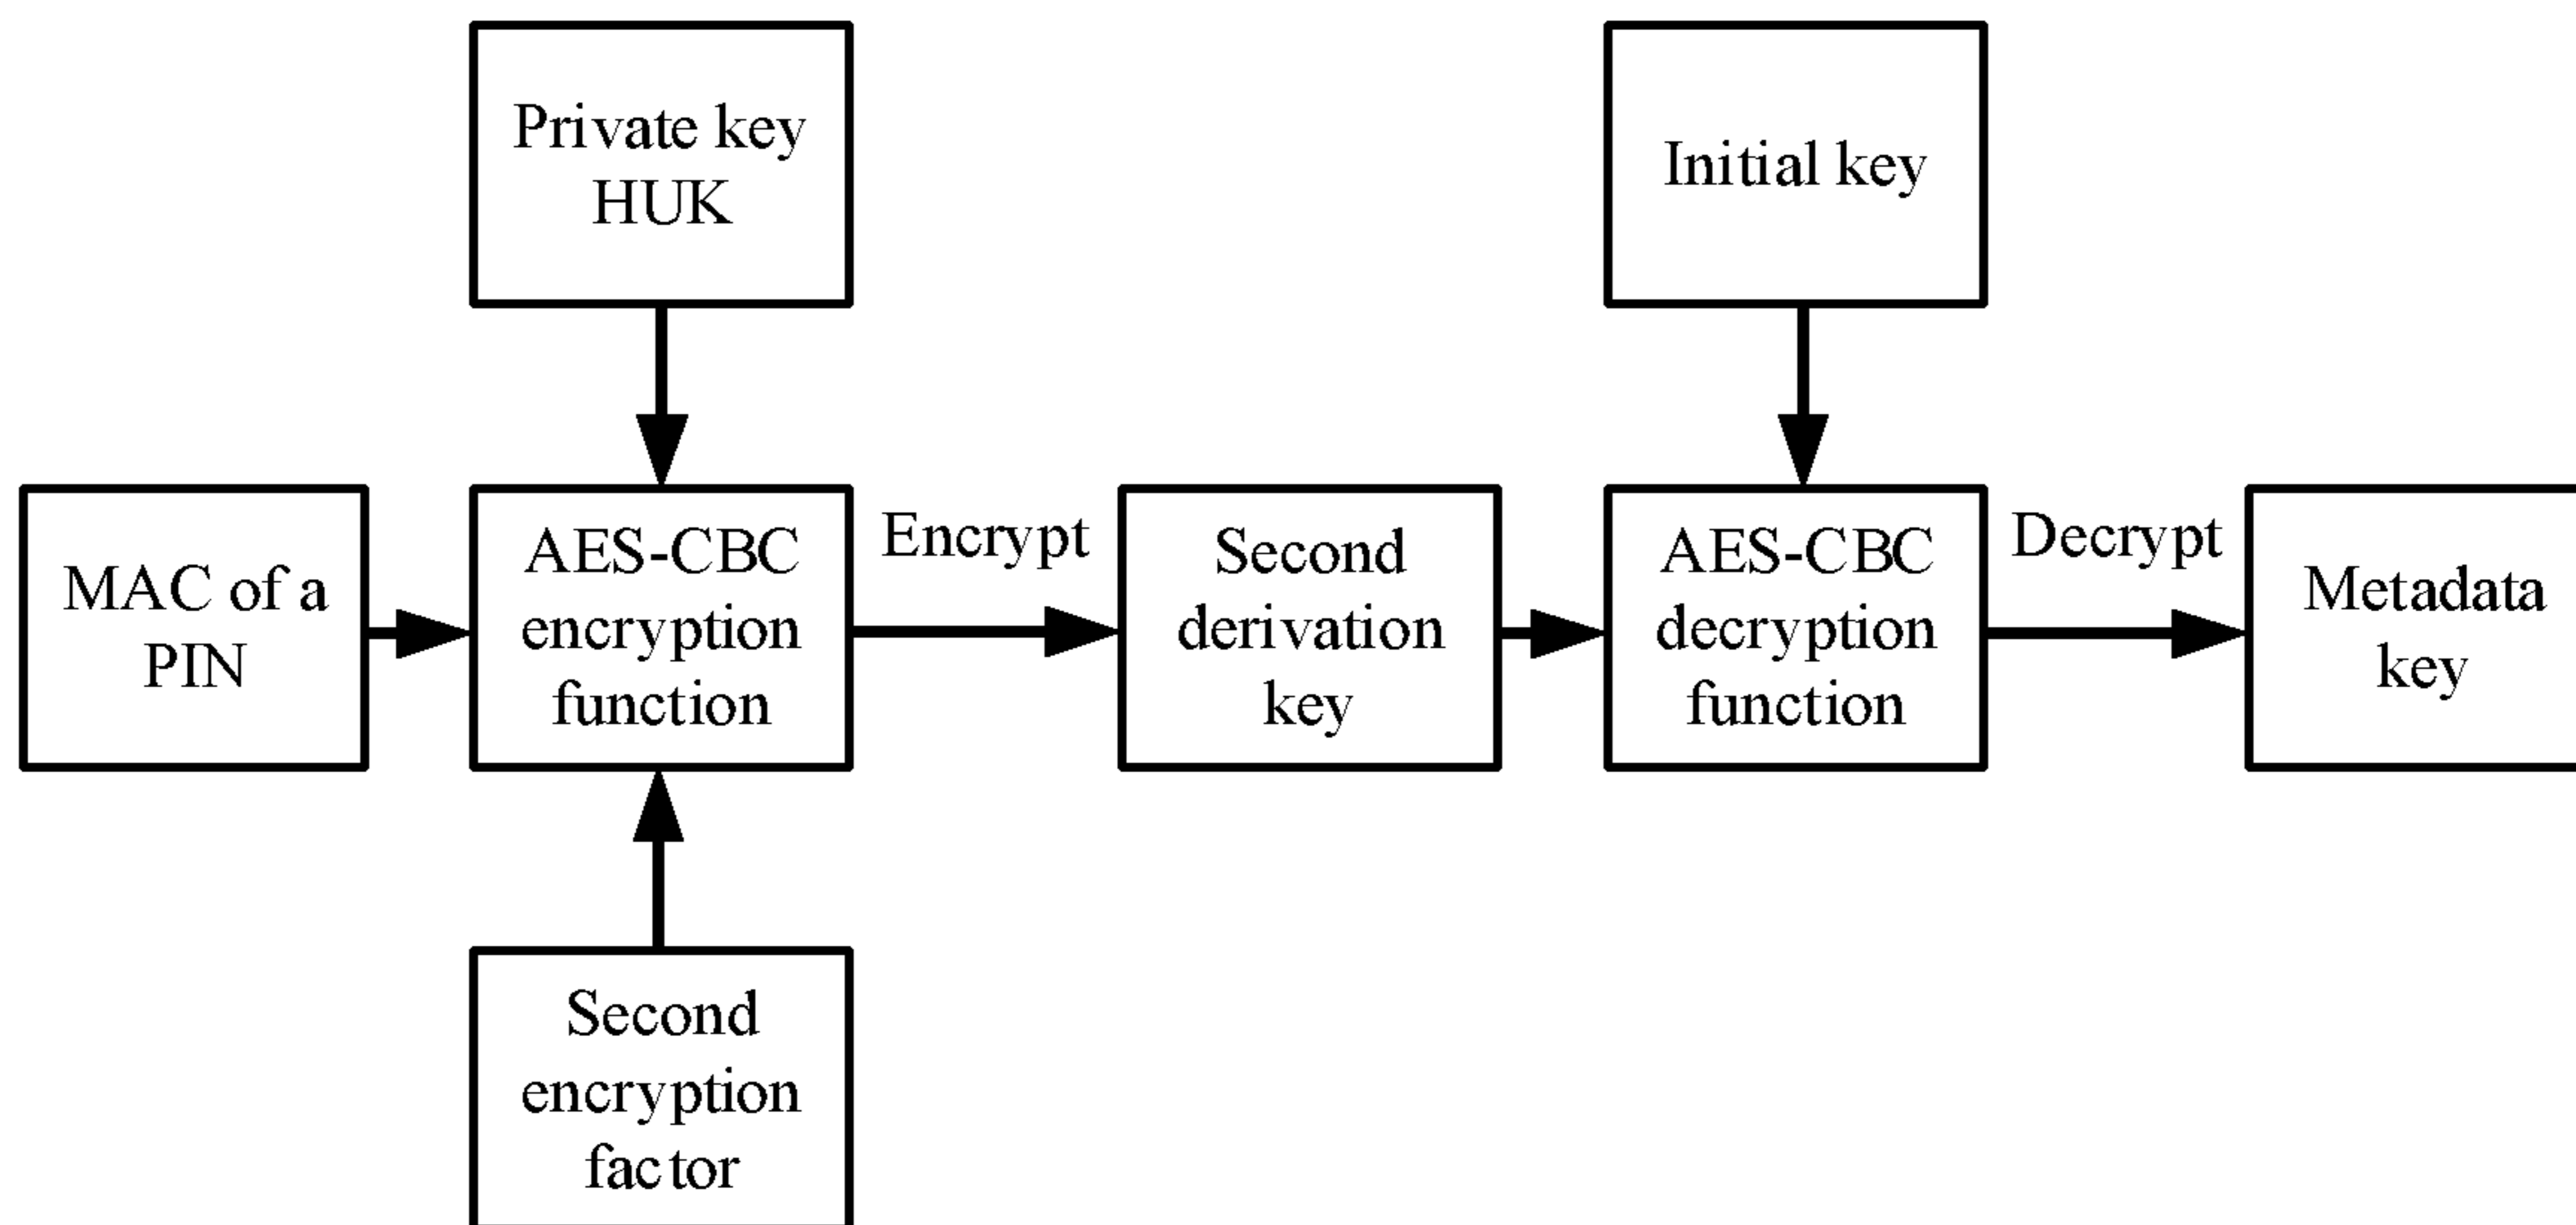 Private key
HUK
Initial key
MAC of a
PIN
AES-CBC
encryption
function
Encrypt
Second
derivation
key
AES-CBC
decryption
function
Decrypt
Metadata
key
Second
encryption
factor